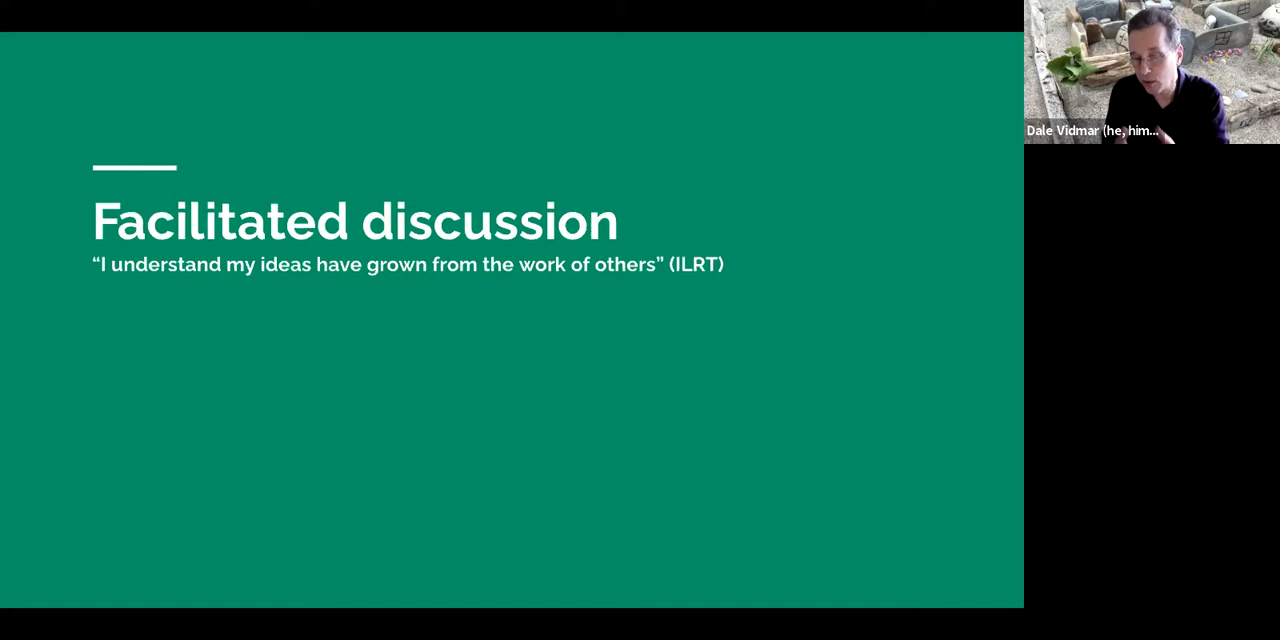 Facilitated discussion
“I understand my ideas have grown from the work of others” (ILRT)
Dale Vidmar (he, him...